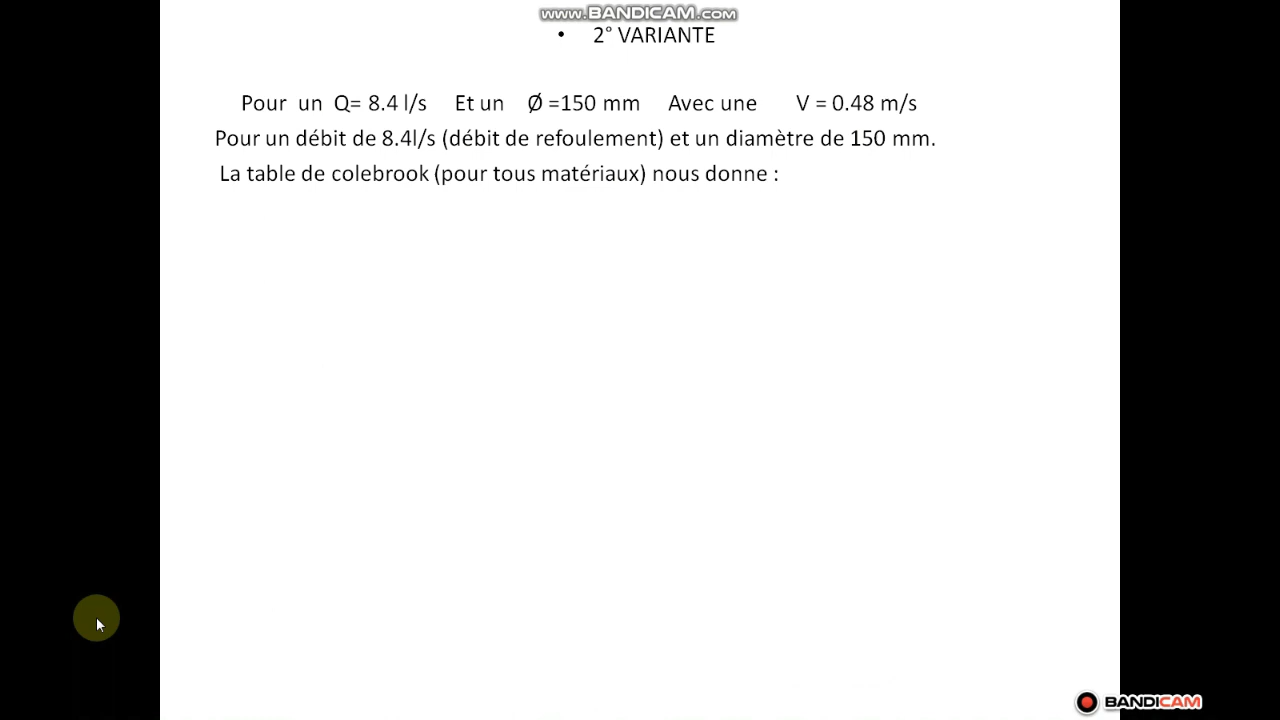 www.BANDICAM.com
• 2° VARIANTE
Pour un Q= 8.4 l/s Et un Ø =150 mm Avec une V = 0.48 m/s
Pour un débit de 8.4l/s (débit de refoulement) et un diamètre de 150 mm.
La table de colebrook (pour tous matériaux) nous donne :
BANDICAM